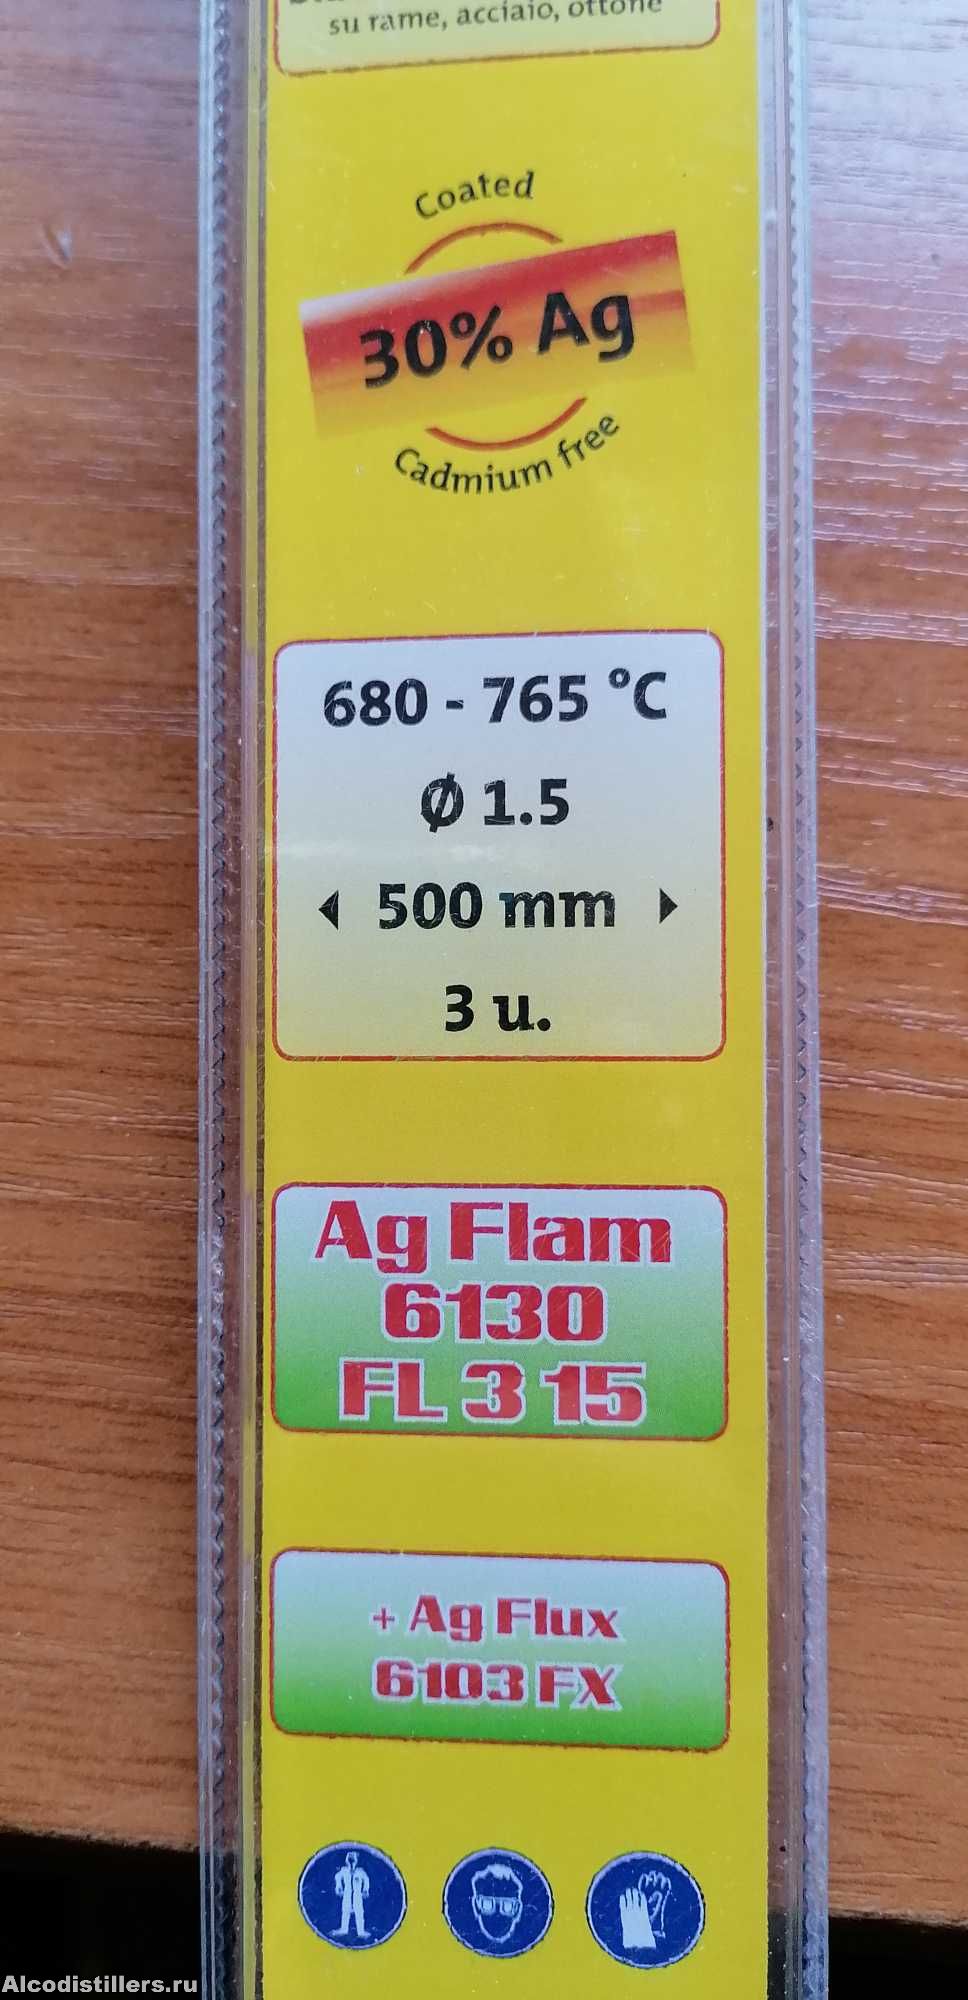 su rame, acciaio, ottone
Coated
30% Ag
Cadmium free
680 - 765 °C
Ø 1.5
◀ 500 mm ▶
3 u.
Ag Flam
6130
FL 3 15
+ Ag Flux
6103 FX
Alcodistillers.ru